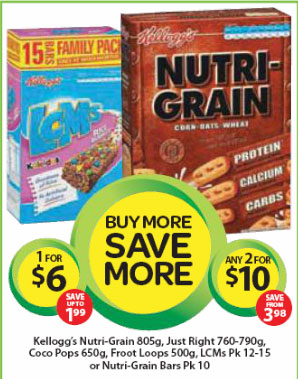 15 BARS FAMILY PACK
Kellogg's
LCMs
Kellogg's
NUTRI-
GRAIN
CORN·OATS·WHEAT
PROTEIN
CALCIUM
CARBS
BUY MORE
SAVE
MORE
1 FOR
$6
SAVE
UP TO
1.99
ANY 2 FOR
$10
SAVE
FROM
3.98
Kellogg's Nutri-Grain 805g, Just Right 760-790g,
Coco Pops 650g, Froot Loops 500g, LCMs Pk 12-15
or Nutri-Grain Bars Pk 10